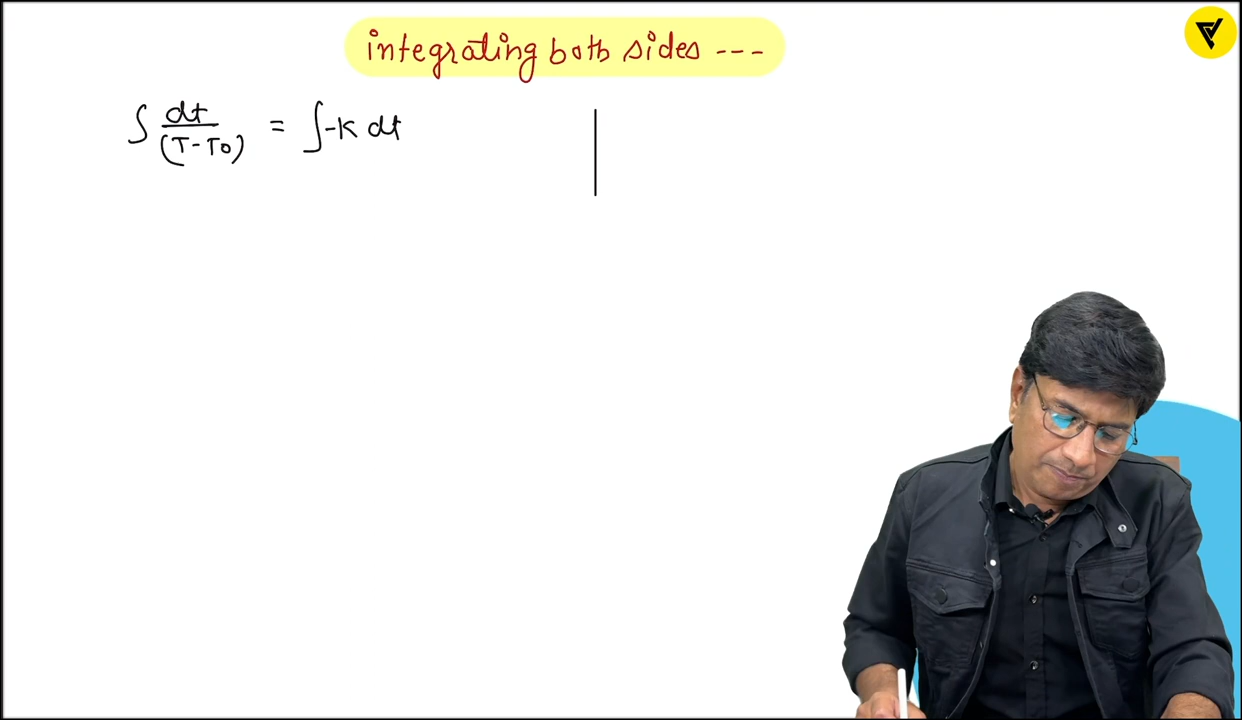 integrating both sides ---
∫ dt/(T-T0) = ∫-K dt